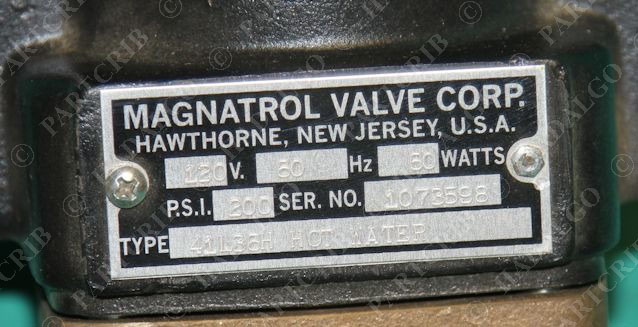 MAGNATROL VALVE CORP.
HAWTHORNE, NEW JERSEY, U.S.A.
120 V. 60 Hz 60 WATTS
P.S.I. 200 SER. NO. 1073598
TYPE 41L36H HOT WATER